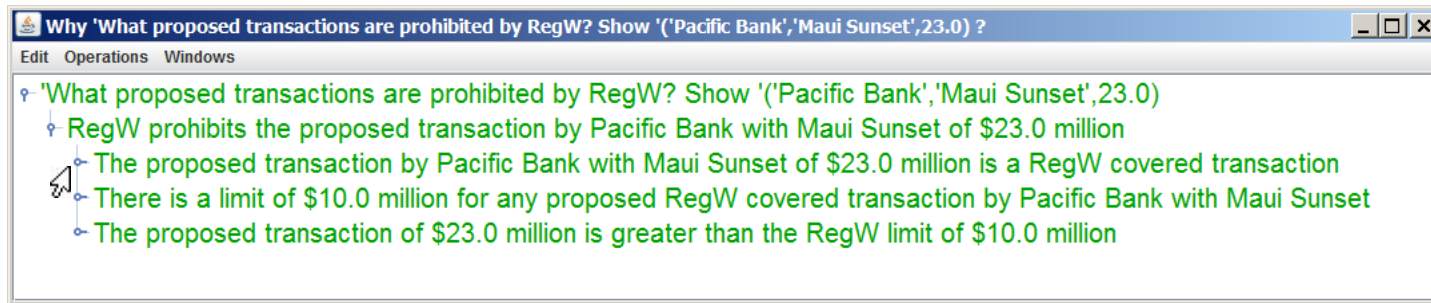 Why 'What proposed transactions are prohibited by RegW? Show '('Pacific Bank','Maui Sunset',23.0) ?
Edit Operations Windows
'What proposed transactions are prohibited by RegW? Show '('Pacific Bank','Maui Sunset',23.0)
RegW prohibits the proposed transaction by Pacific Bank with Maui Sunset of $23.0 million
The proposed transaction by Pacific Bank with Maui Sunset of $23.0 million is a RegW covered transaction
There is a limit of $10.0 million for any proposed RegW covered transaction by Pacific Bank with Maui Sunset
The proposed transaction of $23.0 million is greater than the RegW limit of $10.0 million